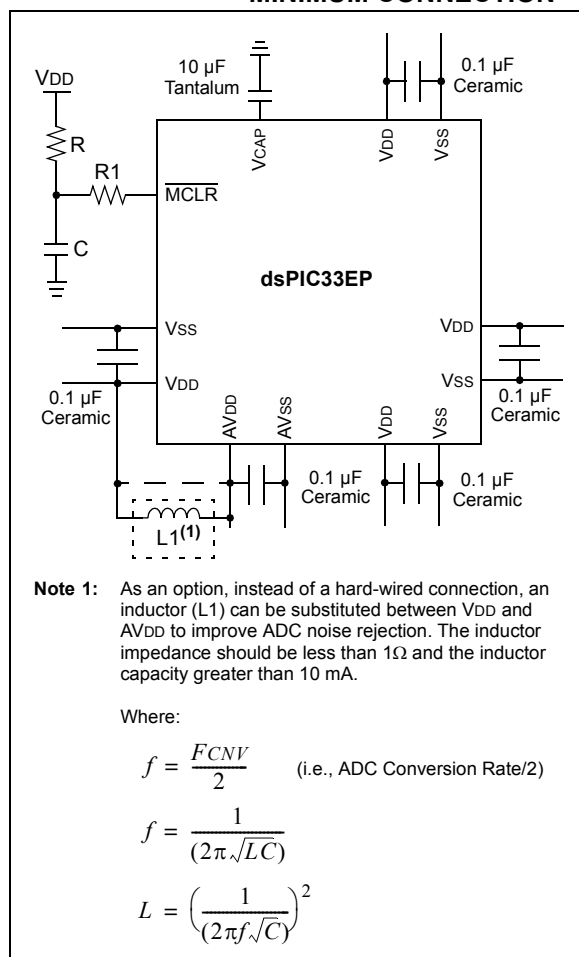 VDD
R
R1
C
10 µF
Tantalum
0.1 µF
Ceramic
VCAP
VDD
VSS
MCLR
dsPIC33EP
VSS
VDD
0.1 µF
Ceramic
VDD
VSS
0.1 µF
Ceramic
AVDD
AVSS
VDD
VSS
0.1 µF
Ceramic
0.1 µF
Ceramic
L1(1)
Note 1: As an option, instead of a hard-wired connection, an
inductor (L1) can be substituted between VDD and
AVDD to improve ADC noise rejection. The inductor
impedance should be less than 1Ω and the inductor
capacity greater than 10 mA.
Where:
f = FCNV / 2 (i.e., ADC Conversion Rate/2)
f = 1 / (2π√LC)
L = (1 / (2πf√C))²